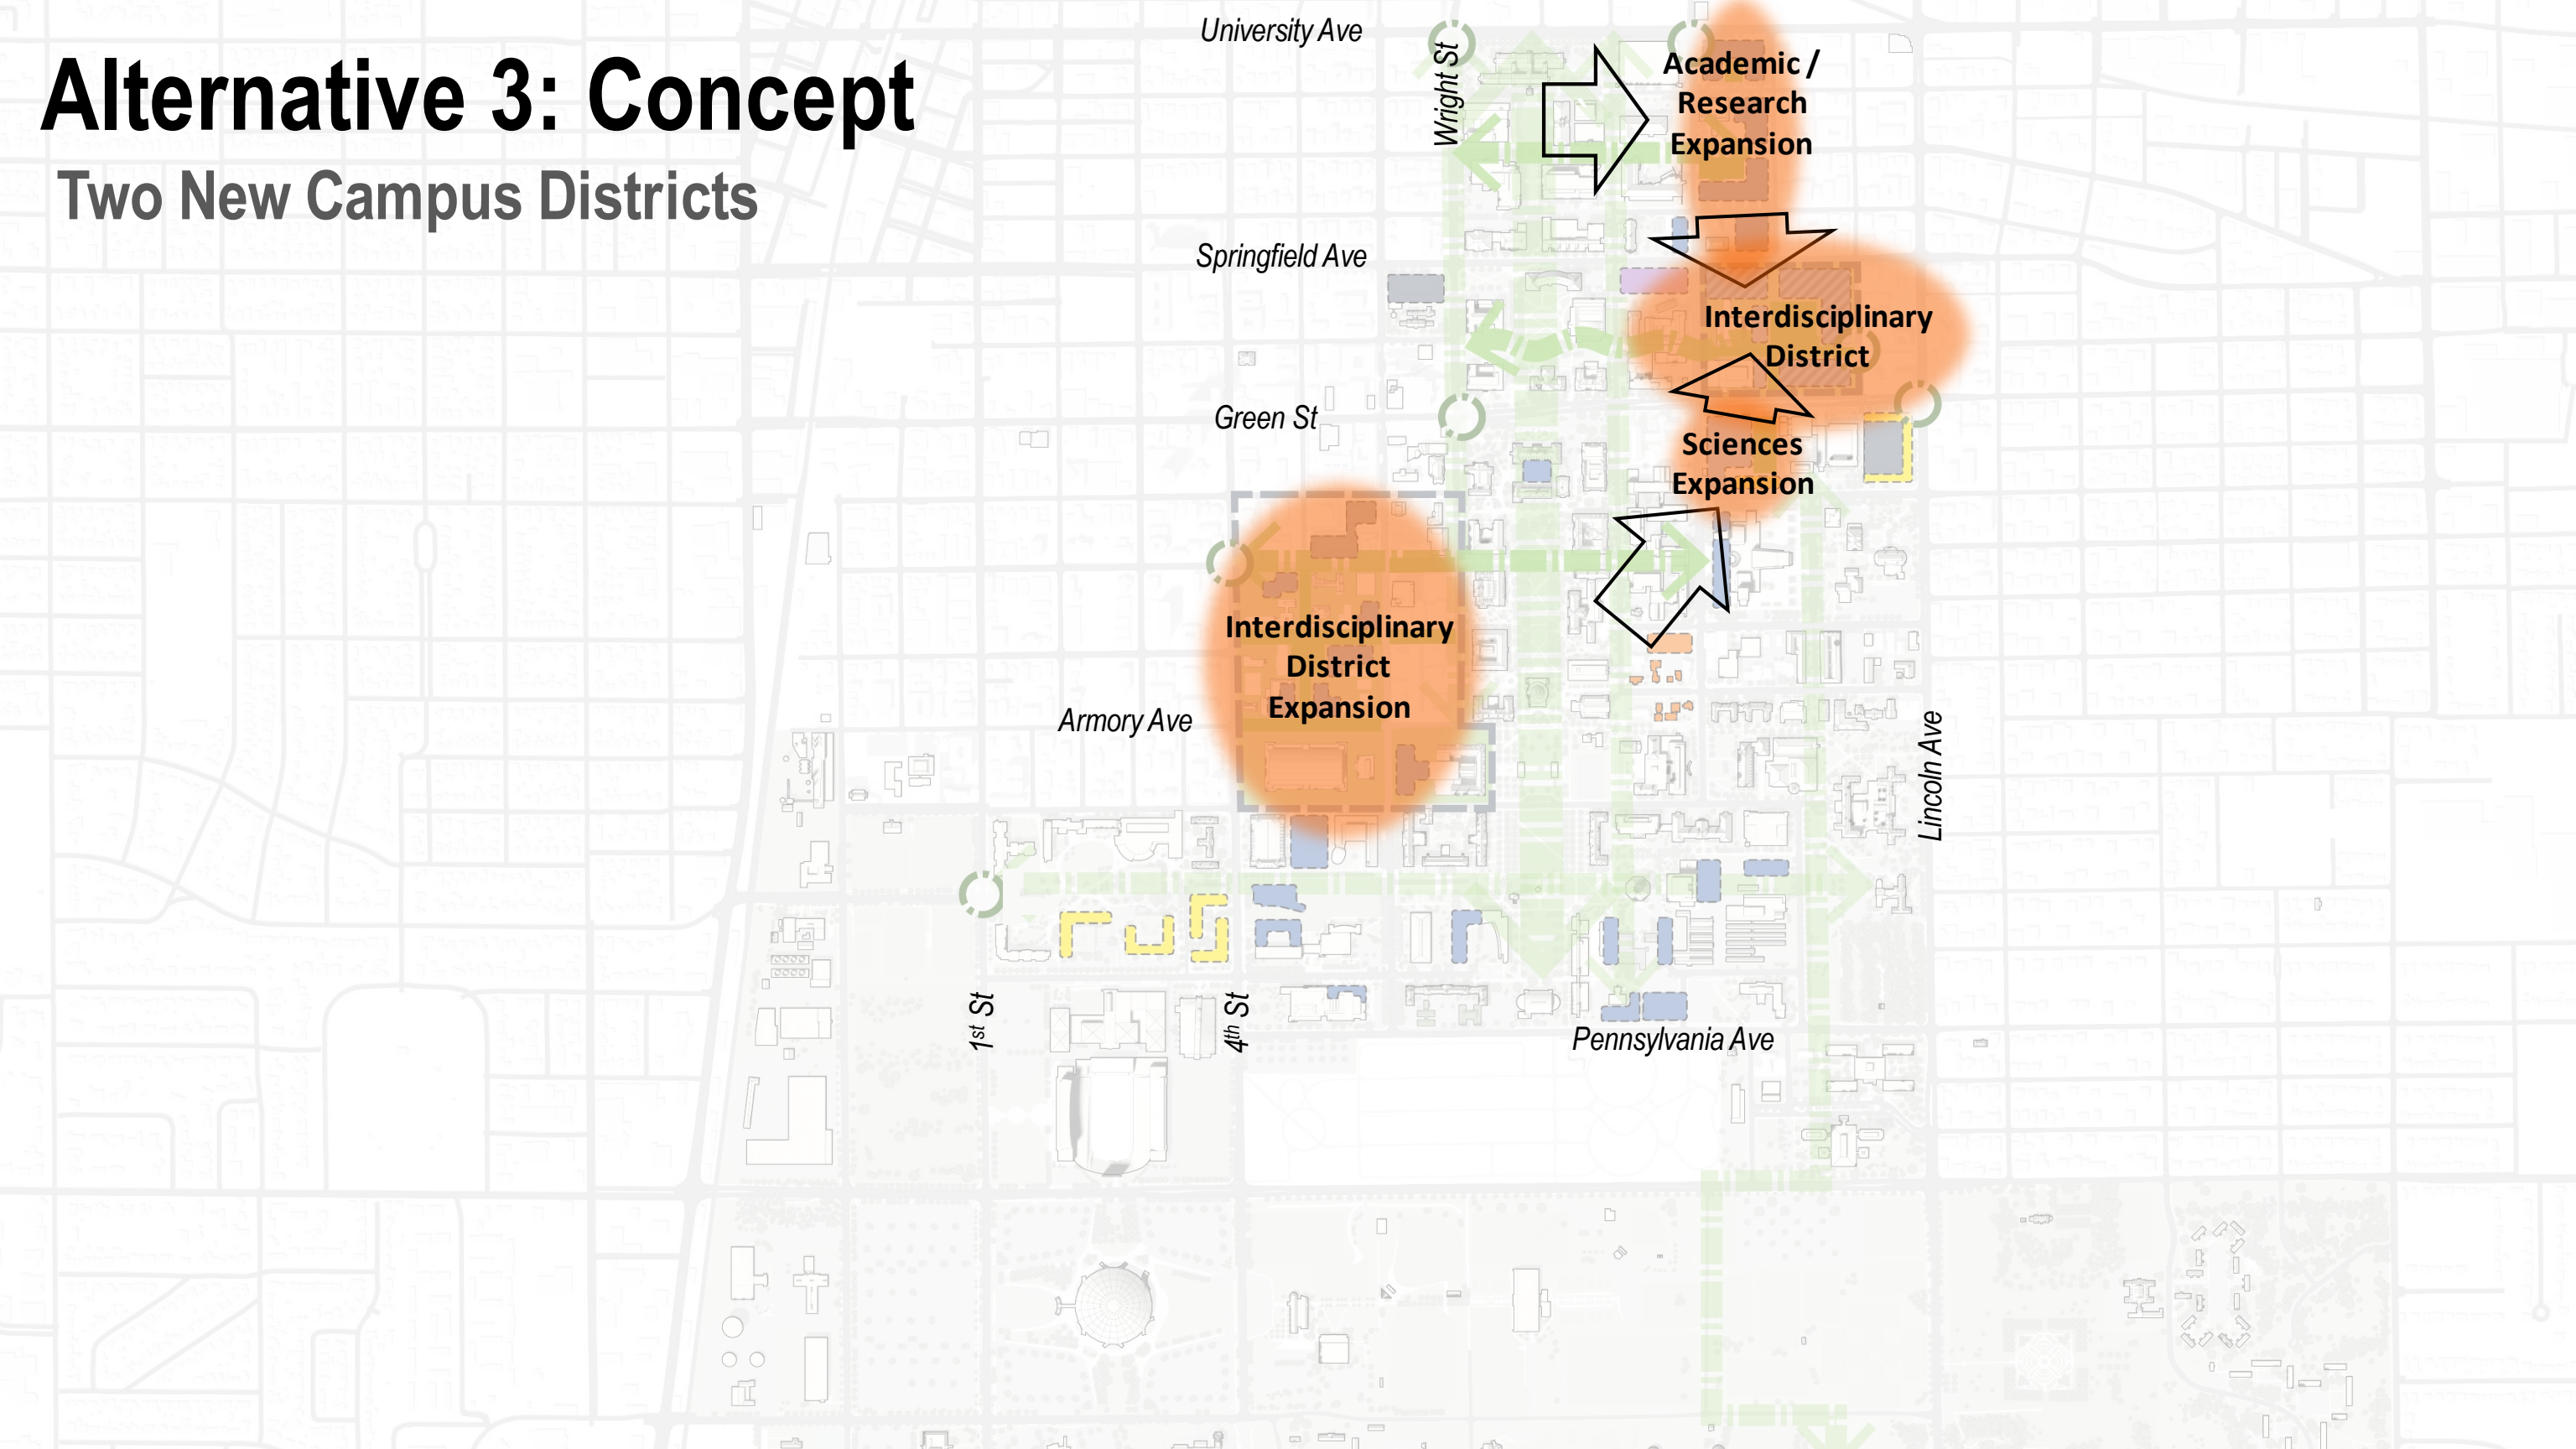 Alternative 3: Concept
Two New Campus Districts
University Ave
Wright St
Academic /
Research
Expansion
Springfield Ave
Interdisciplinary
District
Green St
Sciences
Expansion
Interdisciplinary
District
Expansion
Armory Ave
Lincoln Ave
1st St
4th St
Pennsylvania Ave